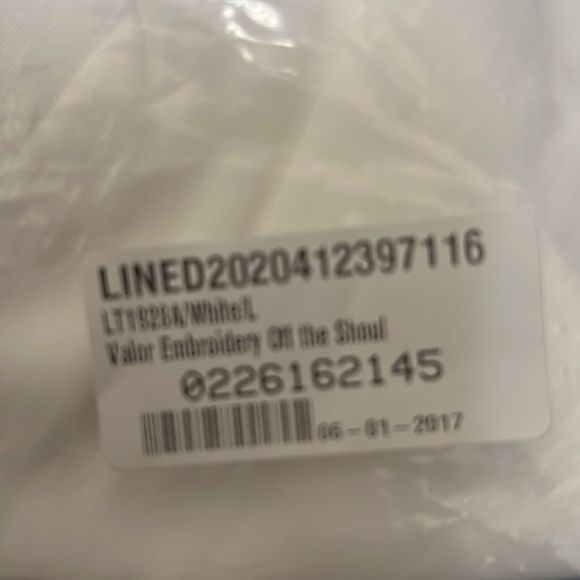 LINED2020412397116
LT1928A/White/L
Valor Embroidery Off the Shoul
0226162145
06-01-2017